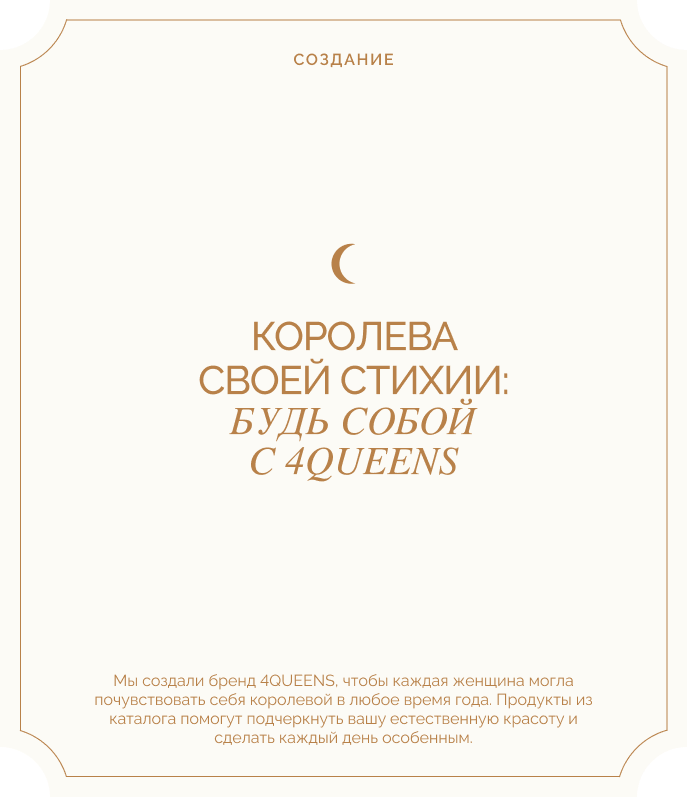 СОЗДАНИЕ
КОРОЛЕВА
СВОЕЙ СТИХИИ:
БУДЬ СОБОЙ
С 4QUEENS
Мы создали бренд 4QUEENS, чтобы каждая женщина могла
почувствовать себя королевой в любое время года. Продукты из
каталога помогут подчеркнуть вашу естественную красоту и
сделать каждый день особенным.